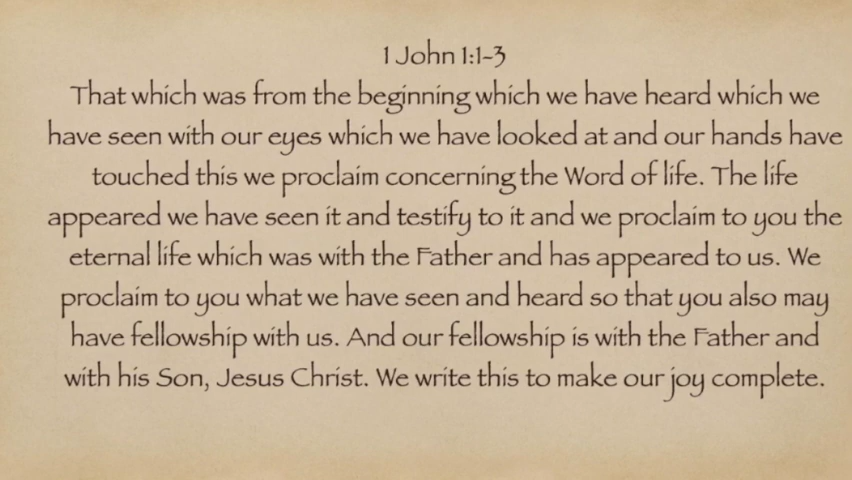 1 John 1:1-3
That which was from the beginning which we have heard which we
have seen with our eyes which we have looked at and our hands have
touched this we proclaim concerning the Word of life. The life
appeared we have seen it and testify to it and we proclaim to you the
eternal life which was with the Father and has appeared to us. We
proclaim to you what we have seen and heard so that you also may
have fellowship with us. And our fellowship is with the Father and
with his Son, Jesus Christ. We write this to make our joy complete.